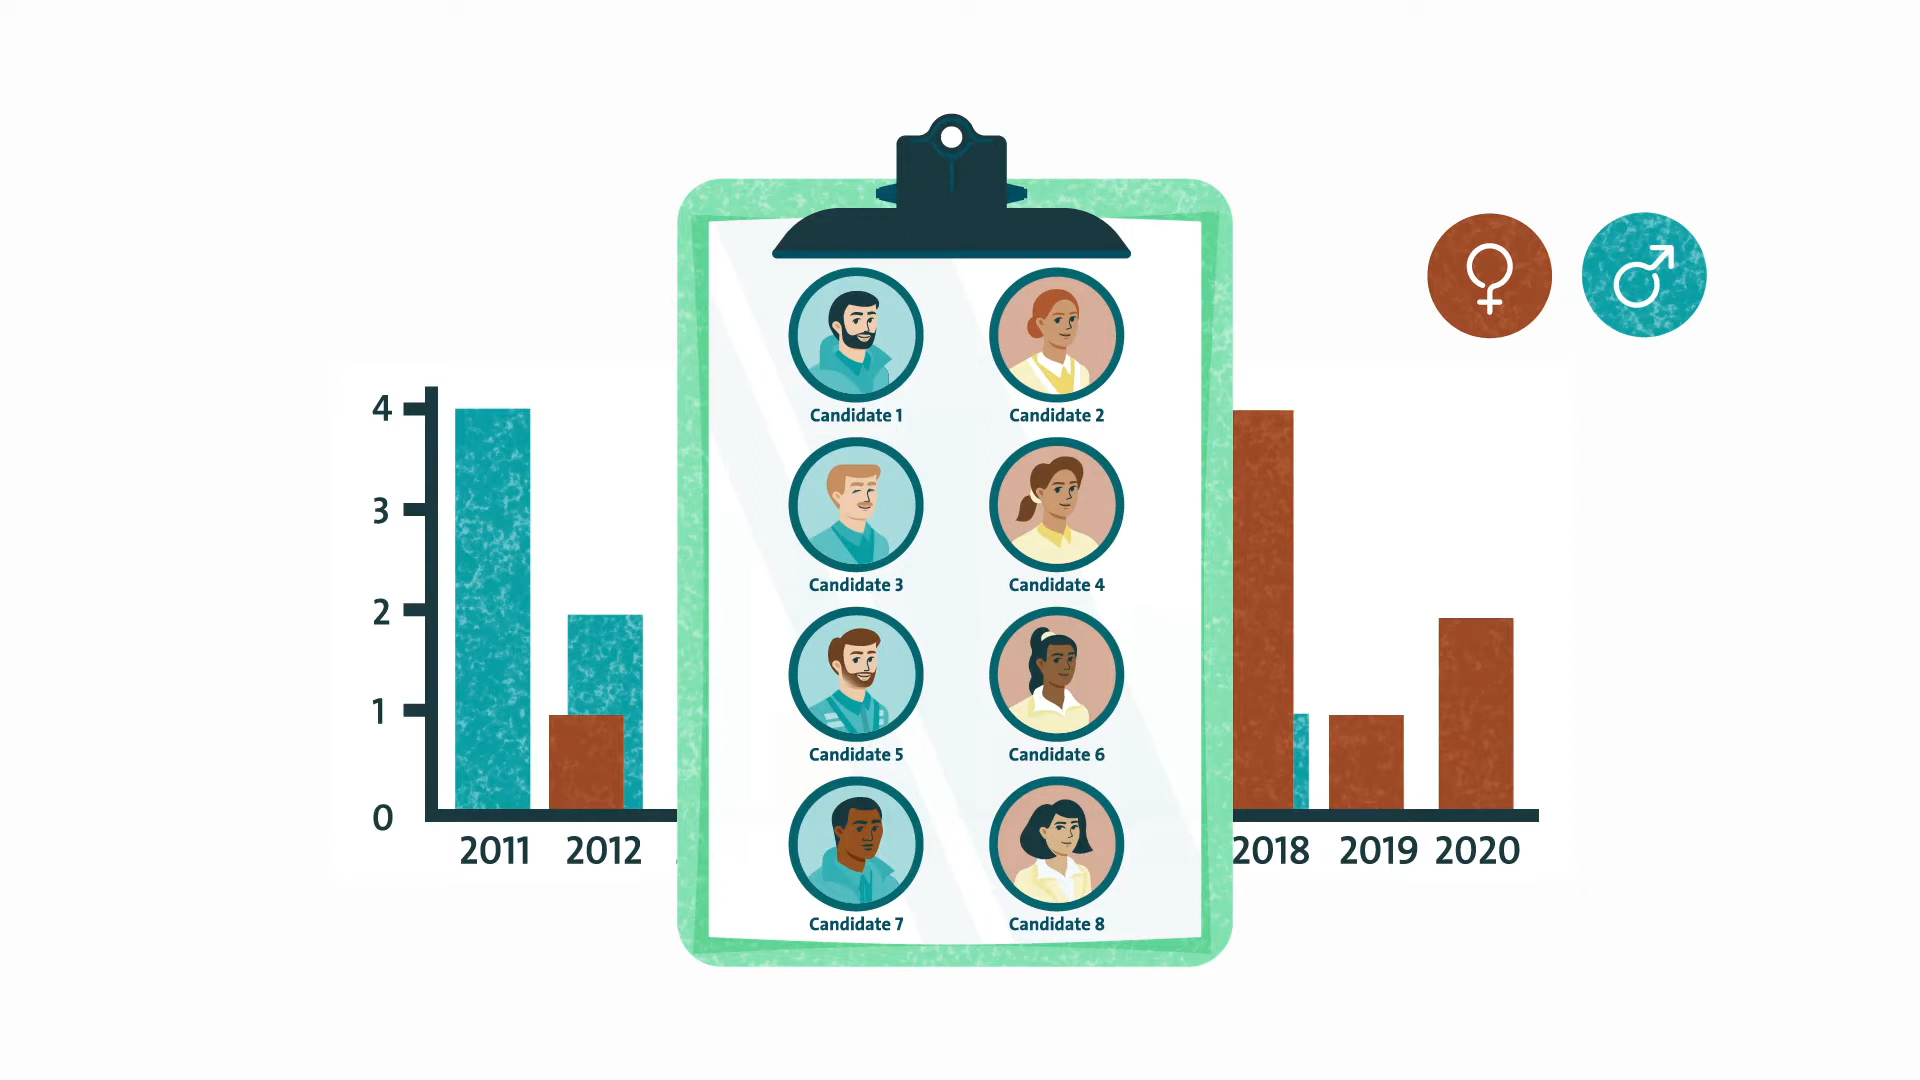 Candidate 1
Candidate 2
Candidate 3
Candidate 4
Candidate 5
Candidate 6
Candidate 7
Candidate 8
4
3
2
1
0
2011 2012 2018 2019 2020